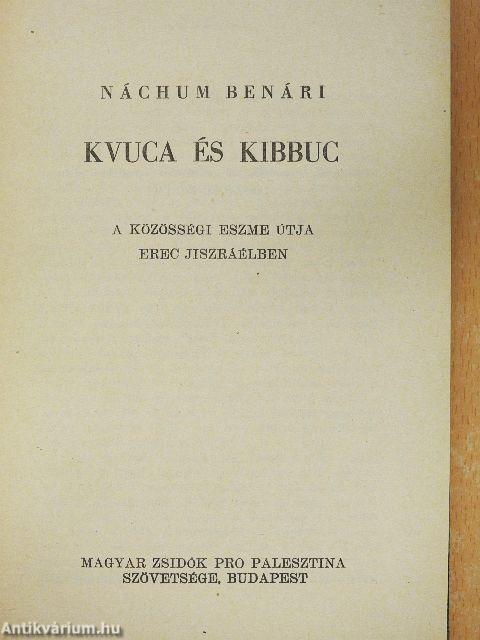 NÁCHUM BENÁRI
KVUCA ÉS KIBBUC
A KÖZÖSSÉGI ESZME ÚTJA
EREC JISZRÁÉLBEN
MAGYAR ZSIDÓK PRO PALESZTINA
SZÖVETSÉGE, BUDAPEST
Antikvárium.hu